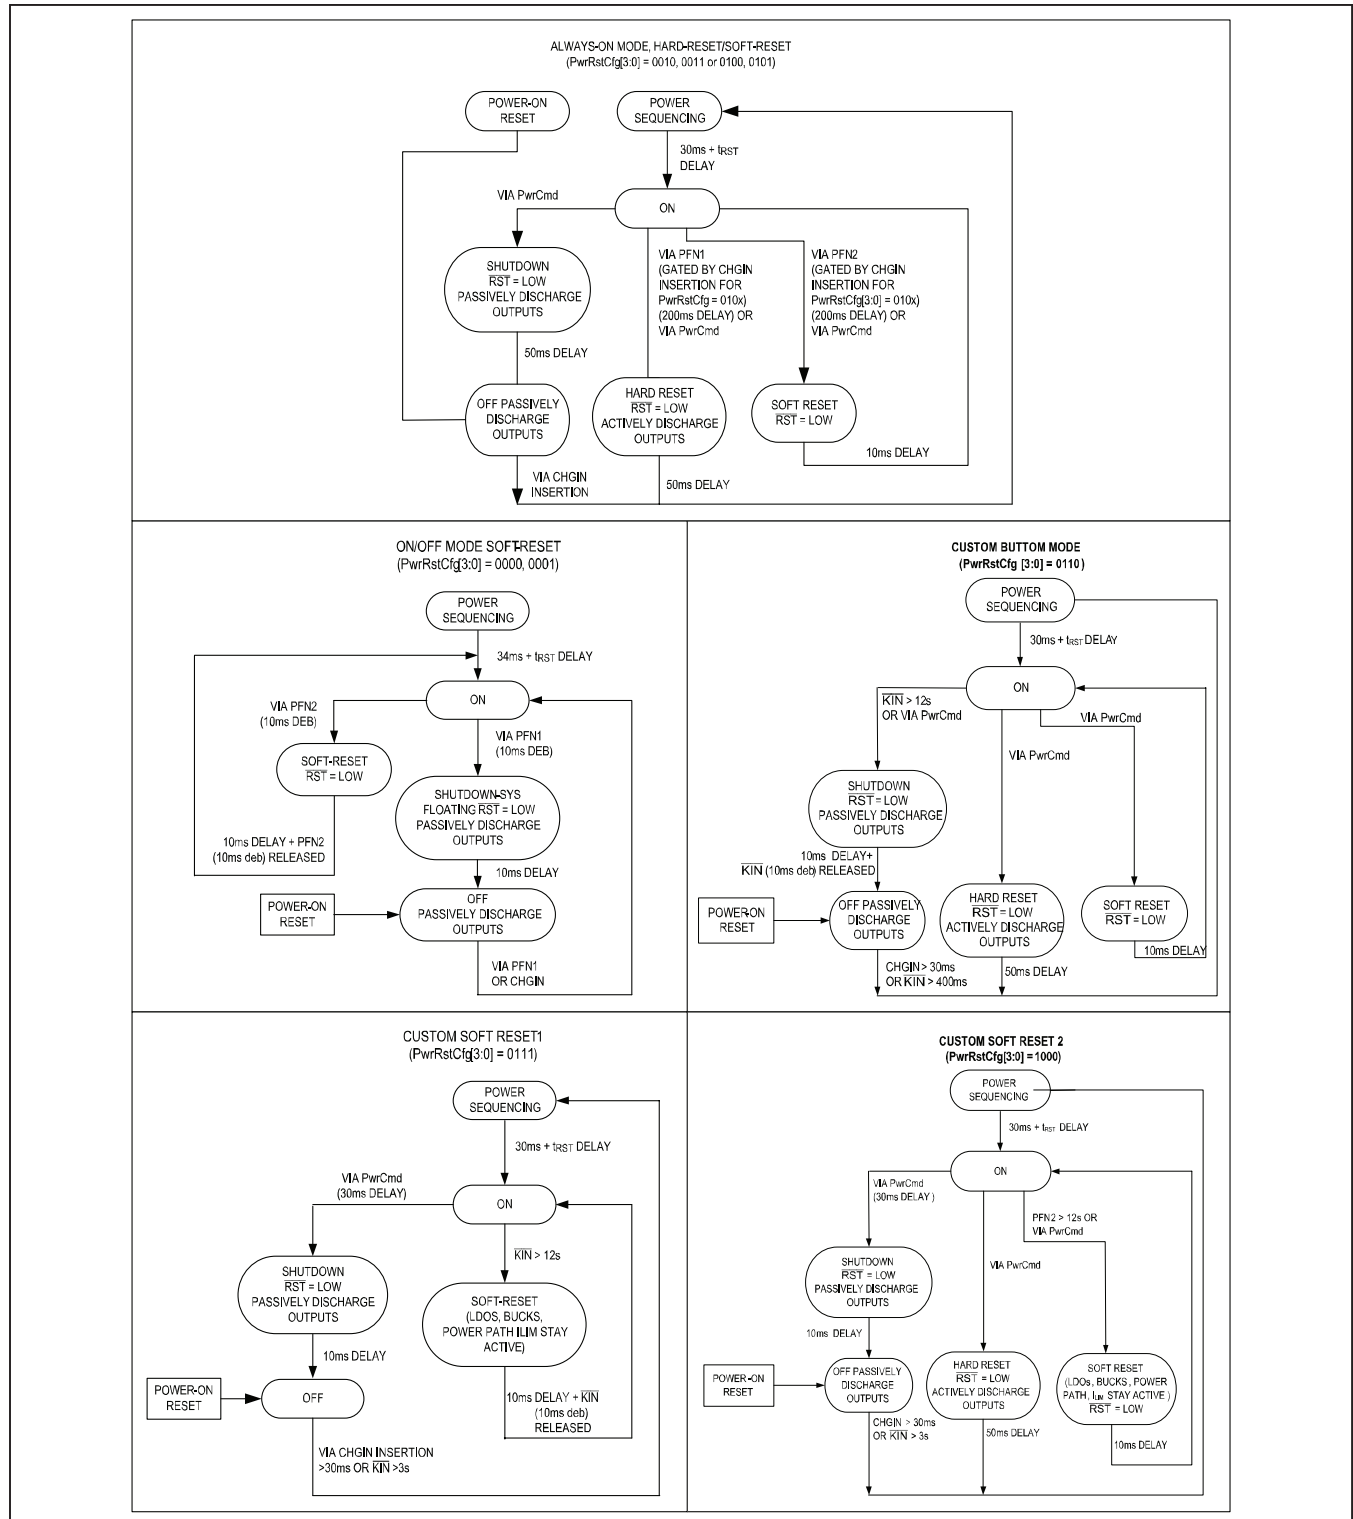 ALWAYS-ON MODE, HARD-RESET/SOFT-RESET
(PwrRstCfg[3:0] = 0010, 0011 or 0100, 0101)
POWER-ON
RESET
POWER
SEQUENCING
30ms + tRST
DELAY
VIA PwrCmd
ON
SHUTDOWN
RST = LOW
PASSIVELY DISCHARGE
OUTPUTS
VIA PFN1
(GATED BY CHGIN
INSERTION FOR
PwrRstCfg = 010x)
(200ms DELAY) OR
VIA PwrCmd
VIA PFN2
(GATED BY CHGIN
INSERTION FOR
PwrRstCfg[3:0] = 010x)
(200ms DELAY) OR
VIA PwrCmd
50ms DELAY
OFF PASSIVELY
DISCHARGE
OUTPUTS
HARD RESET
RST = LOW
ACTIVELY DISCHARGE
OUTPUTS
SOFT RESET
RST = LOW
10ms DELAY
VIA CHGIN
INSERTION
50ms DELAY
ON/OFF MODE SOFT-RESET
(PwrRstCfg[3:0] = 0000, 0001)
POWER
SEQUENCING
34ms + tRST DELAY
ON
VIA PFN2
(10ms DEB)
VIA PFN1
(10ms DEB)
SOFT-RESET
RST = LOW
SHUTDOWN-SYS
FLOATING RST = LOW
PASSIVELY DISCHARGE
OUTPUTS
10ms DELAY + PFN2
(10ms deb) RELEASED
10ms DELAY
POWER-ON
RESET
OFF
PASSIVELY DISCHARGE
OUTPUTS
VIA PFN1
OR CHGIN
CUSTOM BUTTOM MODE
(PwrRstCfg [3:0] = 0110)
POWER
SEQUENCING
30ms + tRST DELAY
ON
KIN > 12s
OR VIA PwrCmd
VIA PwrCmd
VIA PwrCmd
SHUTDOWN
RST = LOW
PASSIVELY DISCHARGE
OUTPUTS
10ms DELAY+
KIN (10ms deb) RELEASED
POWER-ON
RESET
OFF PASSIVELY
DISCHARGE
OUTPUTS
HARD RESET
RST = LOW
ACTIVELY DISCHARGE
OUTPUTS
SOFT RESET
RST = LOW
10ms DELAY
CHGIN > 30ms
OR KIN > 400ms
50ms DELAY
CUSTOM SOFT RESET1
(PwrRstCfg[3:0] = 0111)
POWER
SEQUENCING
30ms + tRST DELAY
VIA PwrCmd
(30ms DELAY)
ON
KIN > 12s
SHUTDOWN
RST = LOW
PASSIVELY DISCHARGE
OUTPUTS
SOFT-RESET
(LDOS, BUCKS,
POWER PATH ILIM STAY
ACTIVE)
10ms DELAY
POWER-ON
RESET
OFF
10ms DELAY + KIN
(10ms deb)
RELEASED
VIA CHGIN INSERTION
>30ms OR KIN >3s
CUSTOM SOFT RESET 2
(PwrRstCfg[3:0] = 1000)
POWER
SEQUENCING
30ms + tRST DELAY
ON
VIA PwrCmd
(30ms DELAY )
PFN2 > 12s OR
VIA PwrCmd
VIA PwrCmd
SHUTDOWN
RST = LOW
PASSIVELY DISCHARGE
OUTPUTS
10ms DELAY
POWER-ON
RESET
OFF PASSIVELY
DISCHARGE
OUTPUTS
HARD RESET
RST = LOW
ACTIVELY DISCHARGE
OUTPUTS
SOFT RESET
(LDOs, BUCKS, POWER
PATH, ILIM STAY ACTIVE )
RST = LOW
CHGIN > 30ms
OR KIN > 3s
50ms DELAY
10ms DELAY